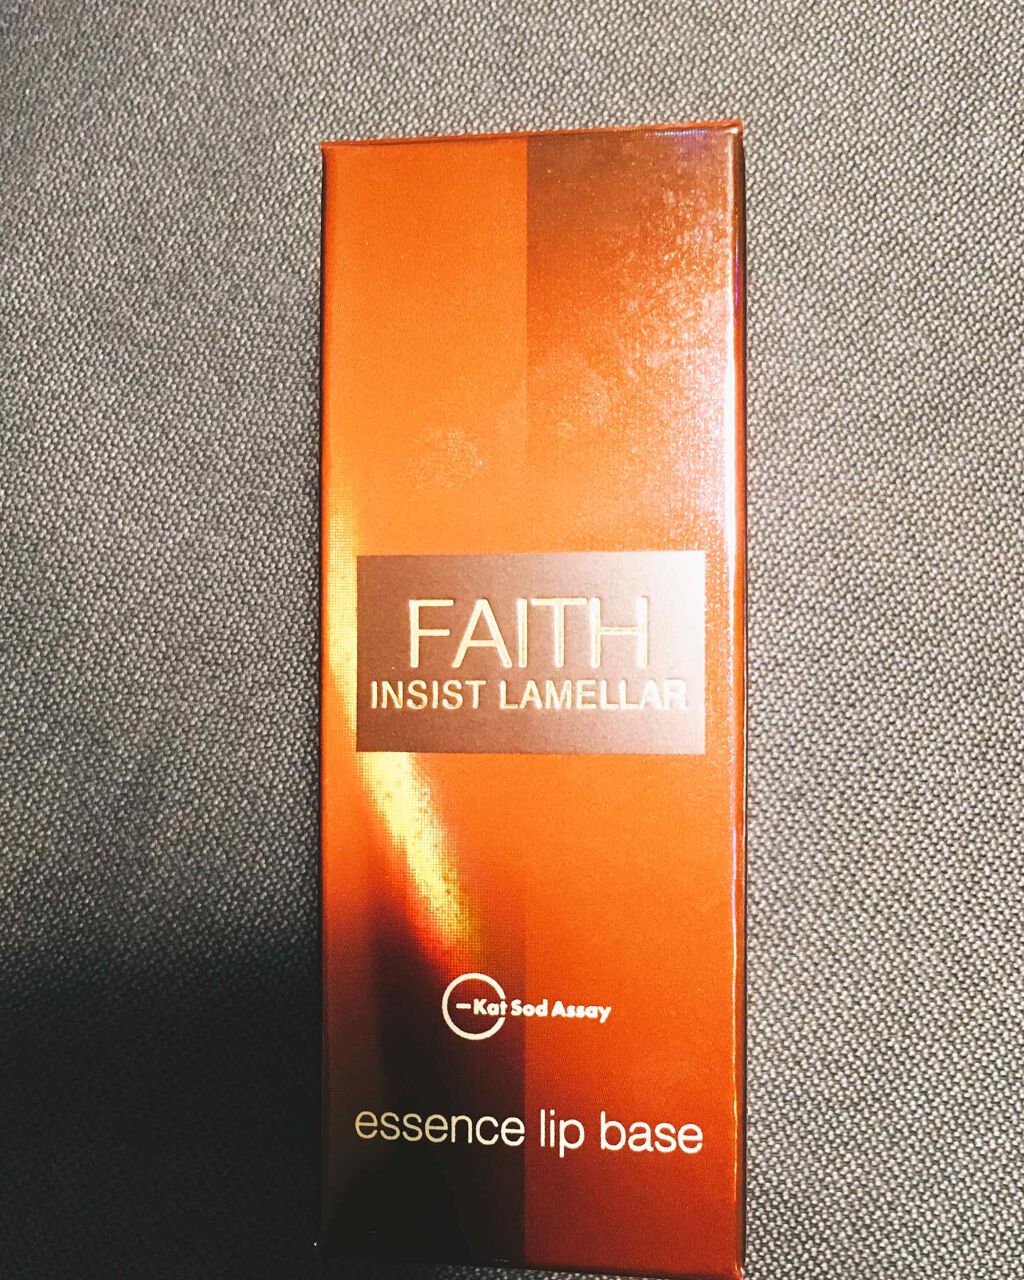 FAITH
INSIST LAMELLAR
Kat Sod Assay
essence lip base